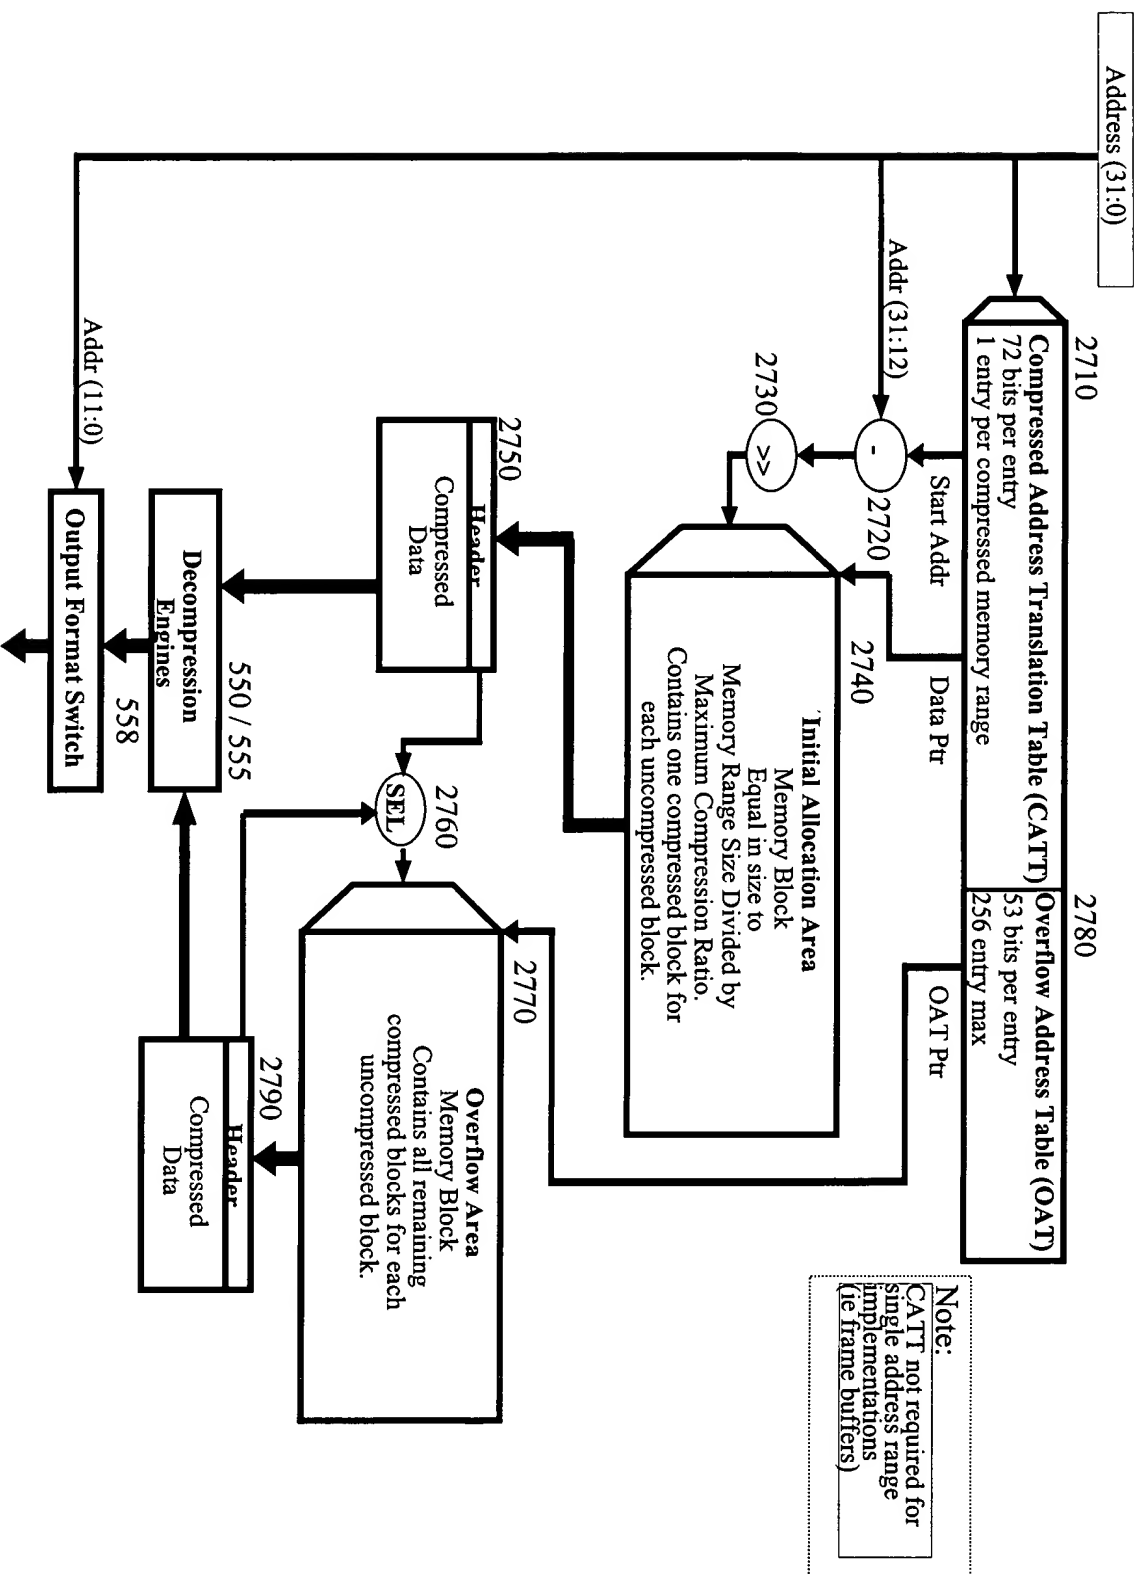 Address (31:0)
2710
Compressed Address Translation Table (CATT)
72 bits per entry
1 entry per compressed memory range
2780
Overflow Address Table (OAT)
53 bits per entry
256 entry max
Note:
CATT not required for
single address range
implementations
(ie frame buffers)
Addr (31:12)
-
2720
Start Addr
Data Ptr
OAT Ptr
2730
>>
2740
Initial Allocation Area
Memory Block
Equal in size to
Memory Range Size Divided by
Maximum Compression Ratio.
Contains one compressed block for
each uncompressed block.
2750
Header
Compressed
Data
2760
SEL
2770
Overflow Area
Memory Block
Contains all remaining
compressed blocks for each
uncompressed block.
2790
Header
Compressed
Data
550 / 555
Decompression
Engines
558
Addr (11:0)
Output Format Switch